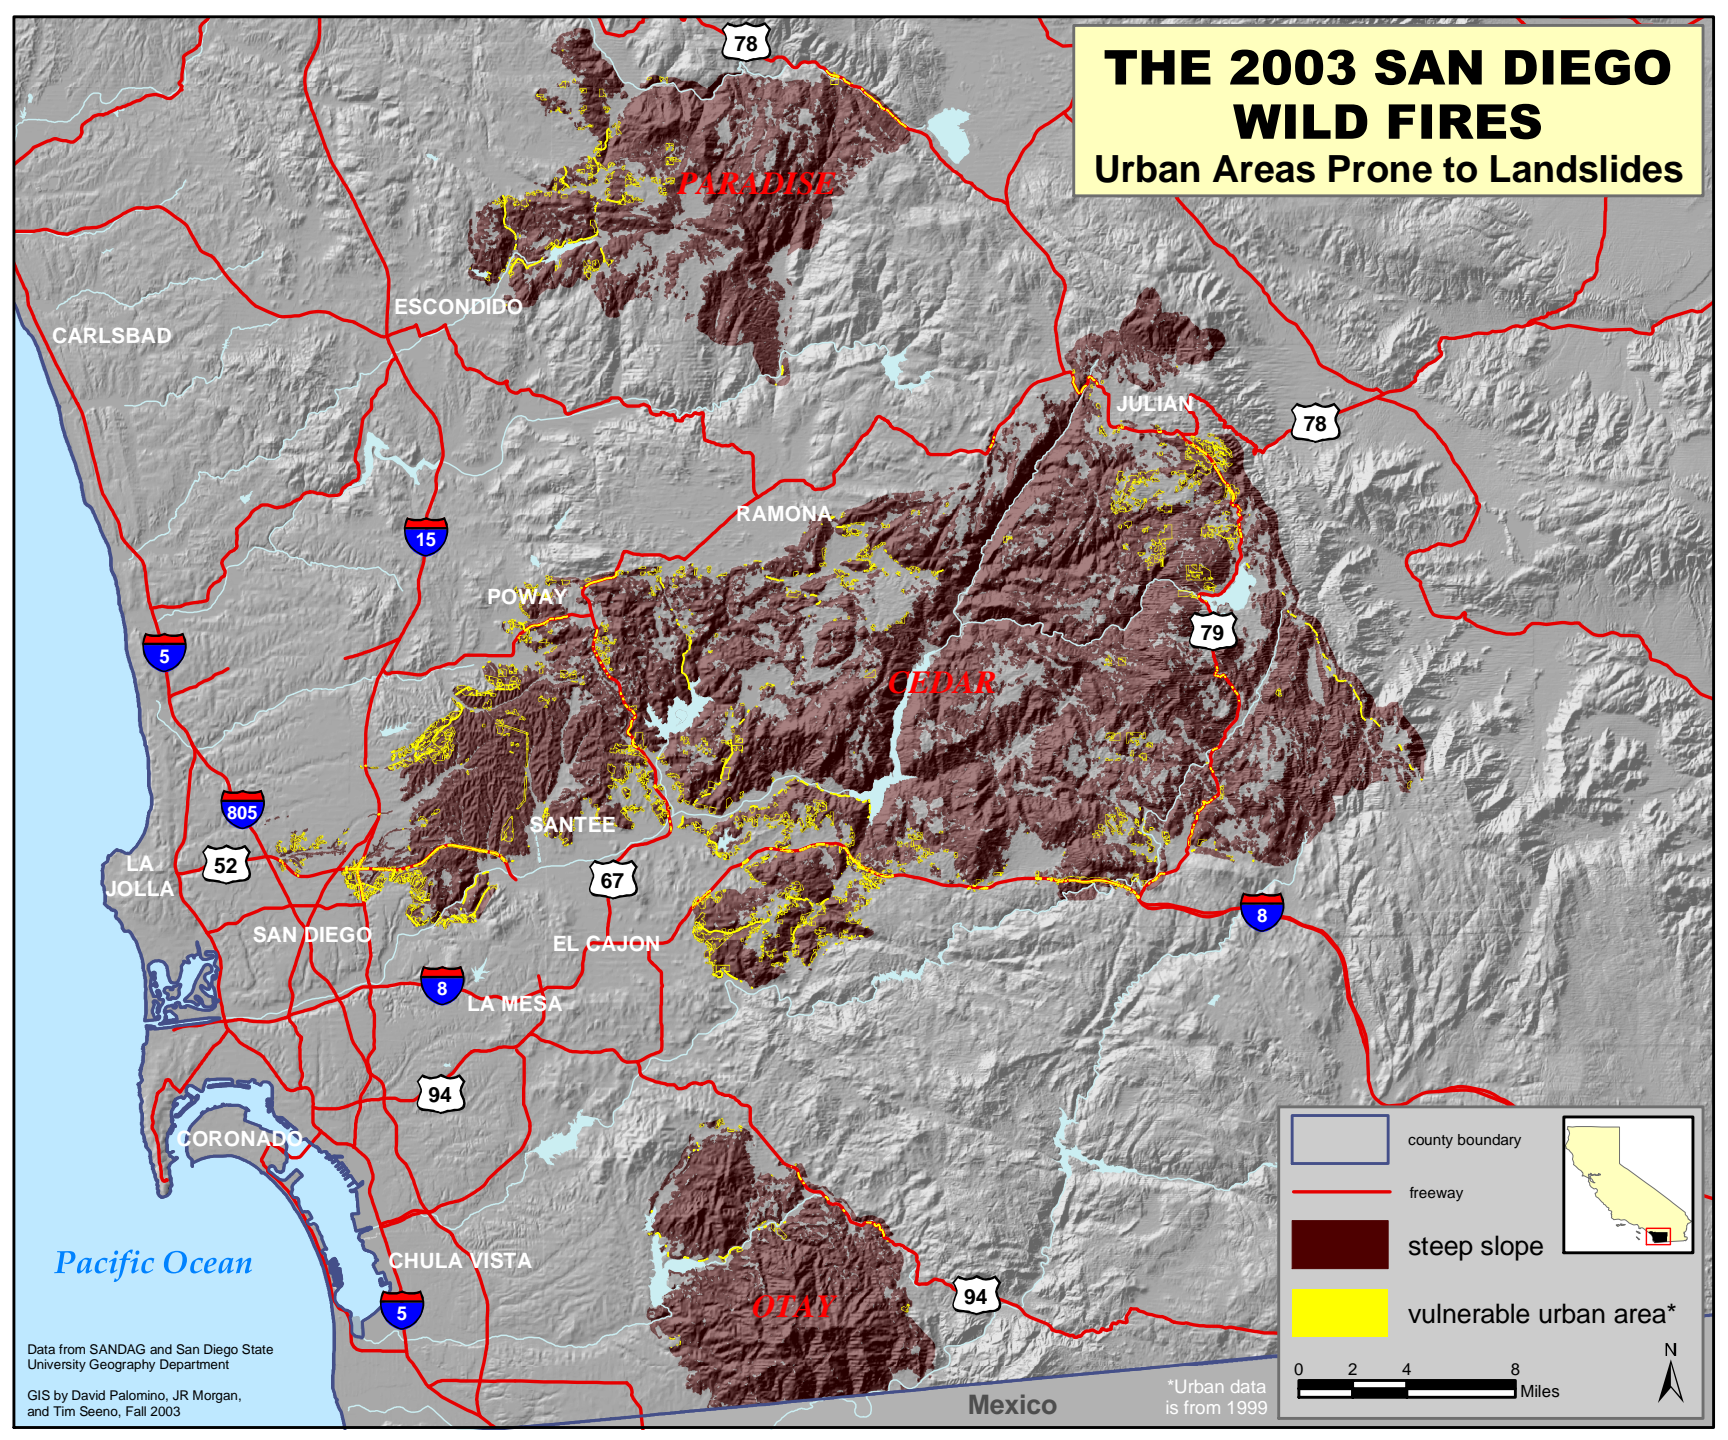 THE 2003 SAN DIEGO
WILD FIRES
Urban Areas Prone to Landslides
78
PARADISE
ESCONDIDO
CARLSBAD
JULIAN
78
RAMONA
15
POWAY
79
5
CEDAR
805
SANTEE
52
LA
JOLLA
67
8
SAN DIEGO
EL CAJON
8
LA MESA
94
CORONADO
CHULA VISTA
Pacific Ocean
5
94
OTAY
Mexico
county boundary
freeway
steep slope
vulnerable urban area*
0 2 4 8
Miles
N
*Urban data
is from 1999
Data from SANDAG and San Diego State
University Geography Department
GIS by David Palomino, JR Morgan,
and Tim Seeno, Fall 2003